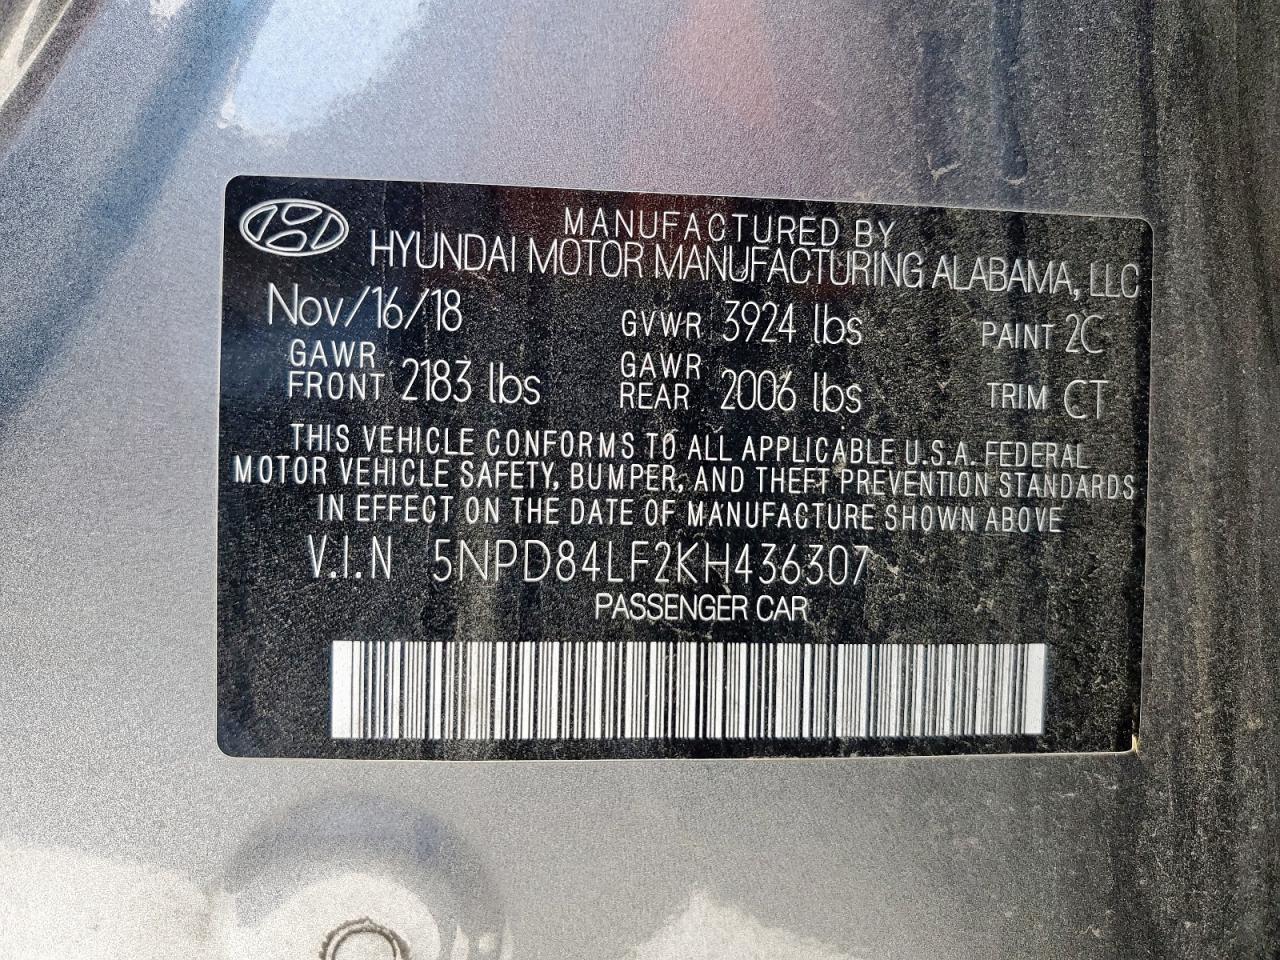 MANUFACTURED BY
HYUNDAI MOTOR MANUFACTURING ALABAMA, LLC
Nov/16/18 GVWR 3924 lbs PAINT 2C
GAWR FRONT 2183 lbs GAWR REAR 2006 lbs TRIM CT
THIS VEHICLE CONFORMS TO ALL APPLICABLE U.S.A. FEDERAL
MOTOR VEHICLE SAFETY, BUMPER, AND THEFT PREVENTION STANDARDS
IN EFFECT ON THE DATE OF MANUFACTURE SHOWN ABOVE
V.I.N 5NPD84LF2KH436307
PASSENGER CAR